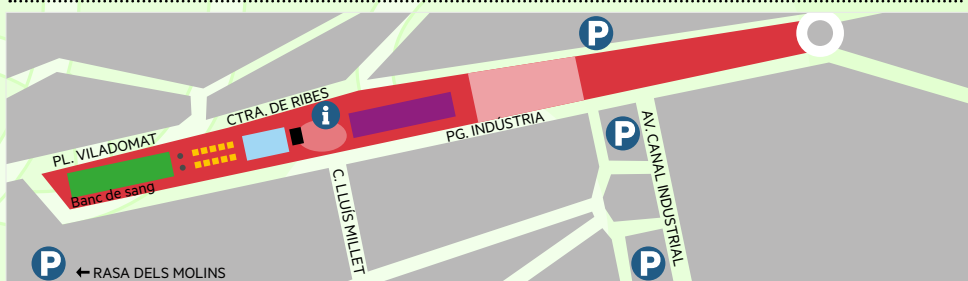 P
CTRA. DE RIBES
i
PL. VILADOMAT
PG. INDÚSTRIA
P
AV. CANAL INDUSTRIAL
Banc de sang
C. LLUÍS MILLET
P
← RASA DELS MOLINS
P